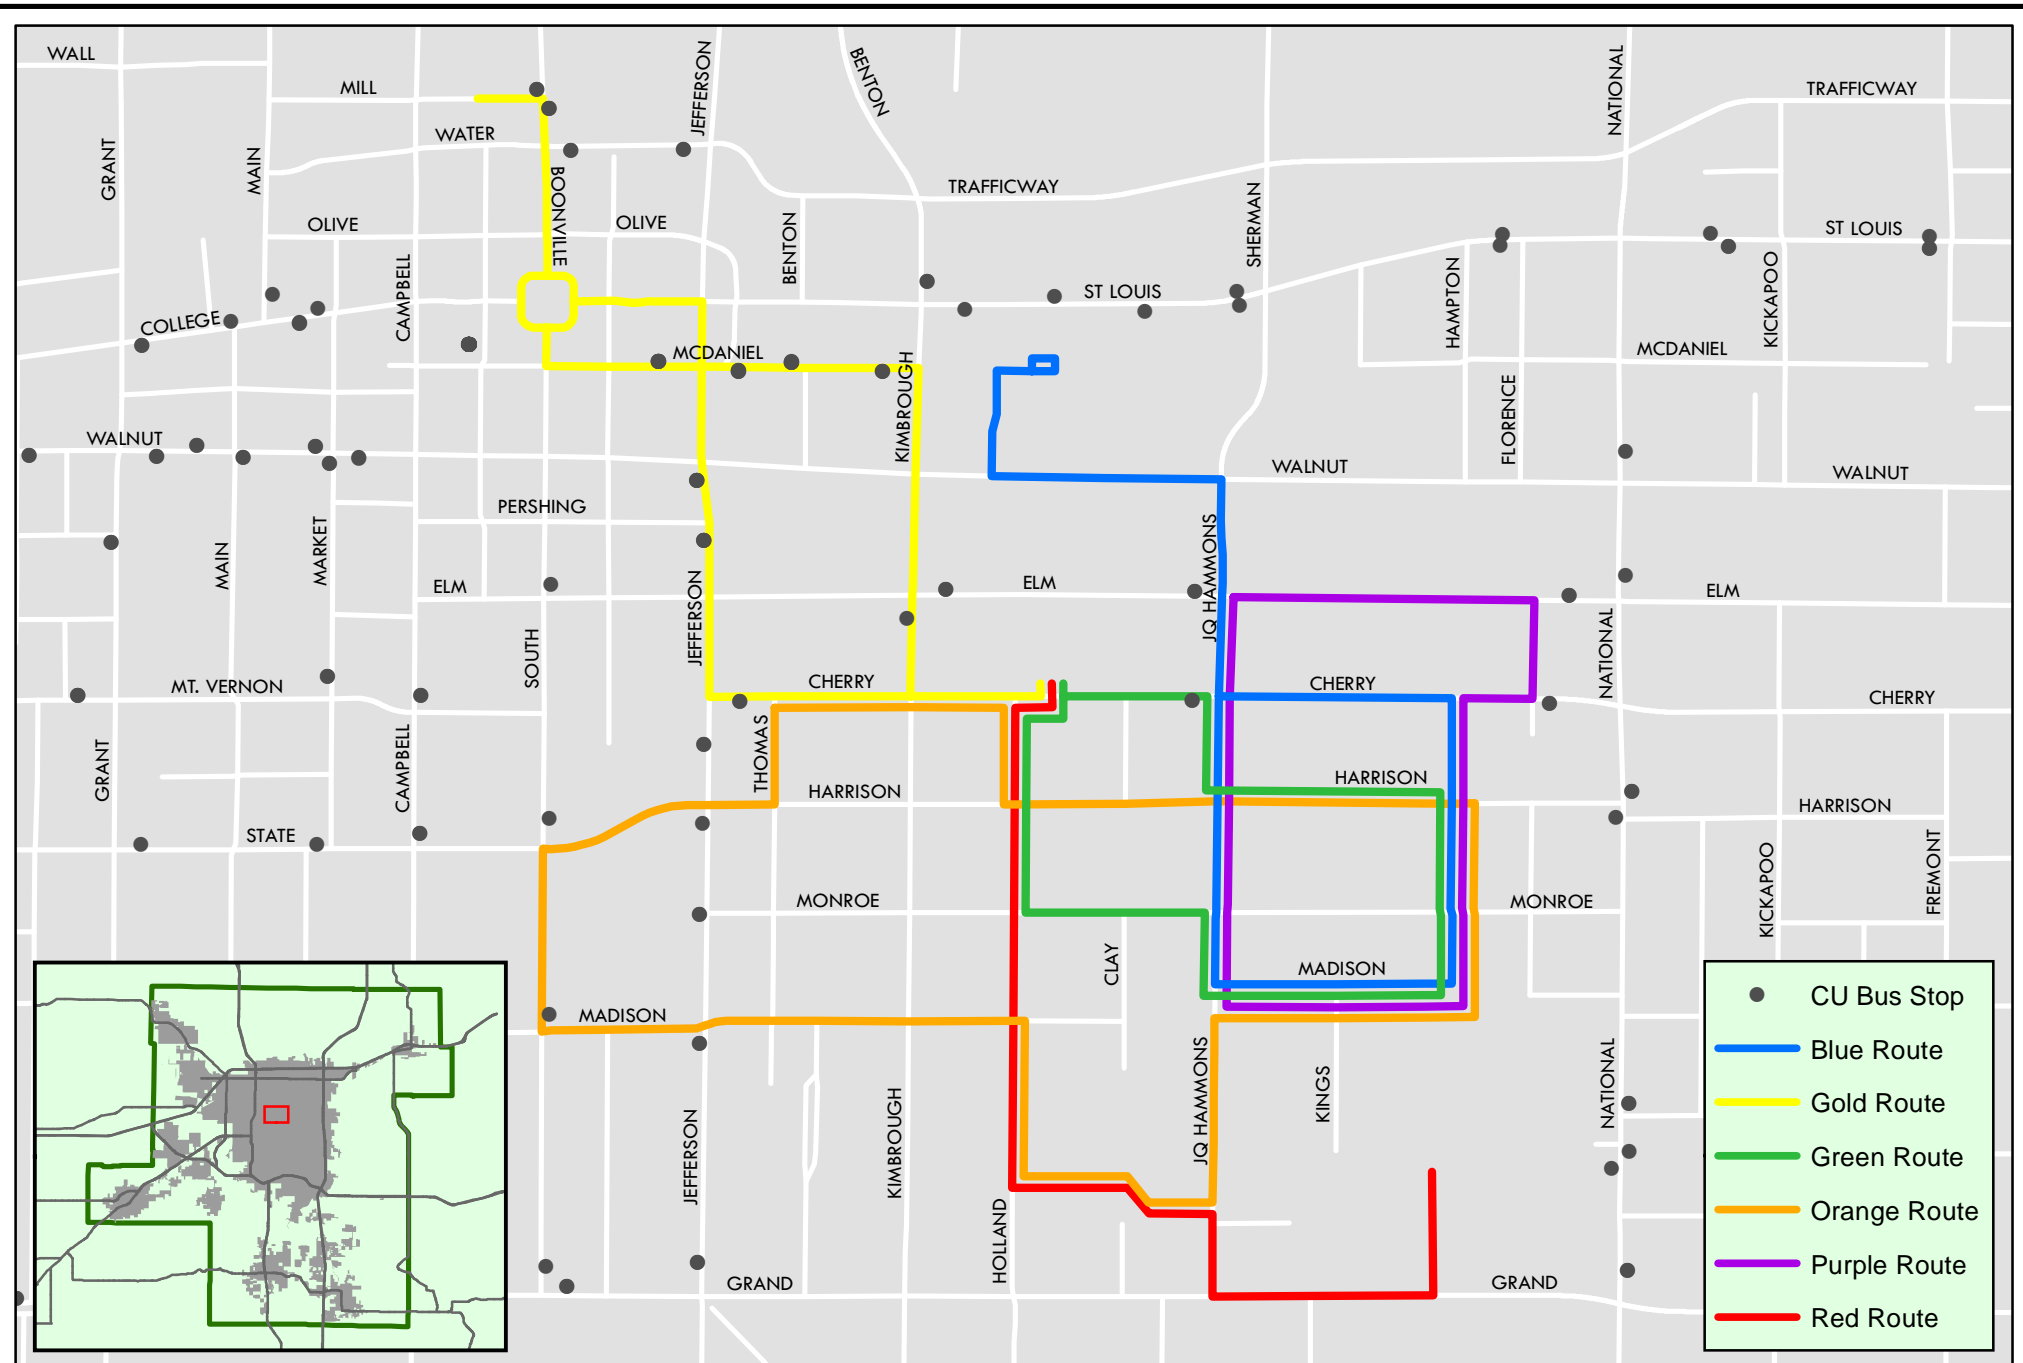 WALL
JEFFERSON
BENTON
NATIONAL
MILL
TRAFFICWAY
WATER
GRANT
MAIN
BOONVILLE
TRAFFICWAY
SHERMAN
OLIVE
OLIVE
BENTON
ST LOUIS
CAMPBELL
HAMPTON
KICKAPOO
ST LOUIS
COLLEGE
MCDANIEL
MCDANIEL
KIMBROUGH
FLORENCE
WALNUT
WALNUT
WALNUT
PERSHING
MAIN
MARKET
JQ HAMMONS
ELM
ELM
ELM
JEFFERSON
SOUTH
NATIONAL
MT. VERNON
CHERRY
CHERRY
CHERRY
GRANT
CAMPBELL
THOMAS
HARRISON
HARRISON
HARRISON
STATE
KICKAPOO
FREMONT
MONROE
MONROE
CLAY
MADISON
MADISON
JQ HAMMONS
KINGS
NATIONAL
JEFFERSON
KIMBROUGH
HOLLAND
GRAND
GRAND
CU Bus Stop
Blue Route
Gold Route
Green Route
Orange Route
Purple Route
Red Route